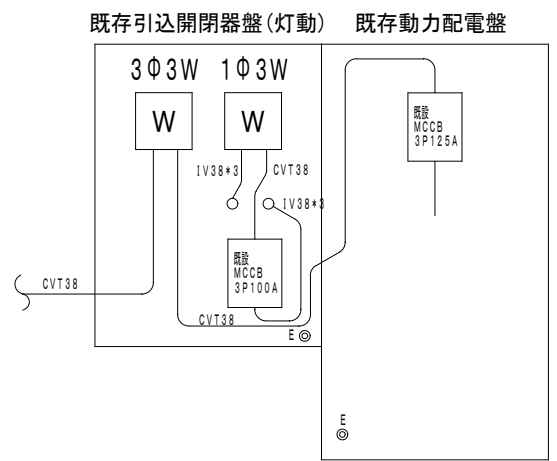 既存引込開閉器盤(灯動)
既存動力配電盤
3Φ3W
1Φ3W
W
W
既設
MCCB
3P125A
IV38*3
CVT38
IV38*3
既設
MCCB
3P100A
CVT38
CVT38
E
E